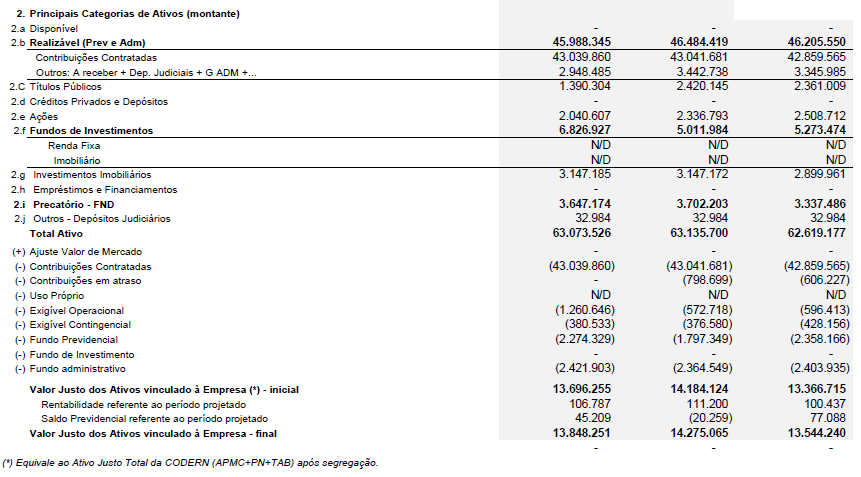 2. Principais Categorias de Ativos (montante)
2.a Disponível - - -
2.b Realizável (Prev e Adm) 45.988.345 46.484.419 46.205.550
Contribuições Contratadas 43.039.860 43.041.681 42.859.565
Outros: A receber + Dep. Judiciais + G ADM +... 2.948.485 3.442.738 3.345.985
2.C Títulos Públicos 1.390.304 2.420.145 2.361.009
2.d Créditos Privados e Depósitos - - -
2.e Ações 2.040.607 2.336.793 2.508.712
2.f Fundos de Investimentos 6.826.927 5.011.984 5.273.474
Renda Fixa N/D N/D N/D
Imobiliário N/D N/D N/D
2.g Investimentos Imobiliários 3.147.185 3.147.172 2.899.961
2.h Empréstimos e Financiamentos - - -
2.i Precatório - FND 3.647.174 3.702.203 3.337.486
2.j Outros - Depósitos Judiciários 32.984 32.984 32.984
Total Ativo 63.073.526 63.135.700 62.619.177
(+) Ajuste Valor de Mercado - - -
(-) Contribuições Contratadas (43.039.860) (43.041.681) (42.859.565)
(-) Contribuições em atraso - (798.699) (606.227)
(-) Uso Próprio N/D N/D N/D
(-) Exigível Operacional (1.260.646) (572.718) (596.413)
(-) Exigível Contingencial (380.533) (376.580) (428.156)
(-) Fundo Previdencial (2.274.329) (1.797.349) (2.358.166)
(-) Fundo de Investimento - - -
(-) Fundo administrativo (2.421.903) (2.364.549) (2.403.935)
Valor Justo dos Ativos vinculado à Empresa (*) - inicial 13.696.255 14.184.124 13.366.715
Rentabilidade referente ao período projetado 106.787 111.200 100.437
Saldo Previdencial referente ao período projetado 45.209 (20.259) 77.088
Valor Justo dos Ativos vinculado à Empresa - final 13.848.251 14.275.065 13.544.240
- - -
(*) Equivale ao Ativo Justo Total da CODERN (APMC+PN+TAB) após segregação.